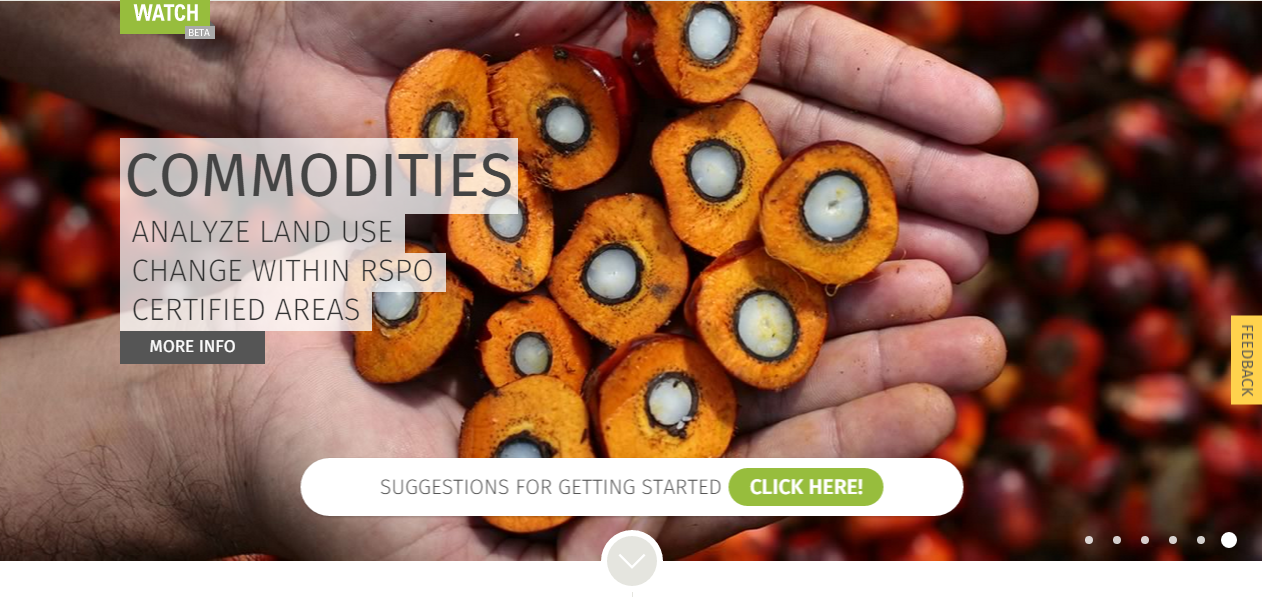 WATCH
BETA
COMMODITIES
ANALYZE LAND USE
CHANGE WITHIN RSPO
CERTIFIED AREAS
MORE INFO
FEEDBACK
SUGGESTIONS FOR GETTING STARTED CLICK HERE!